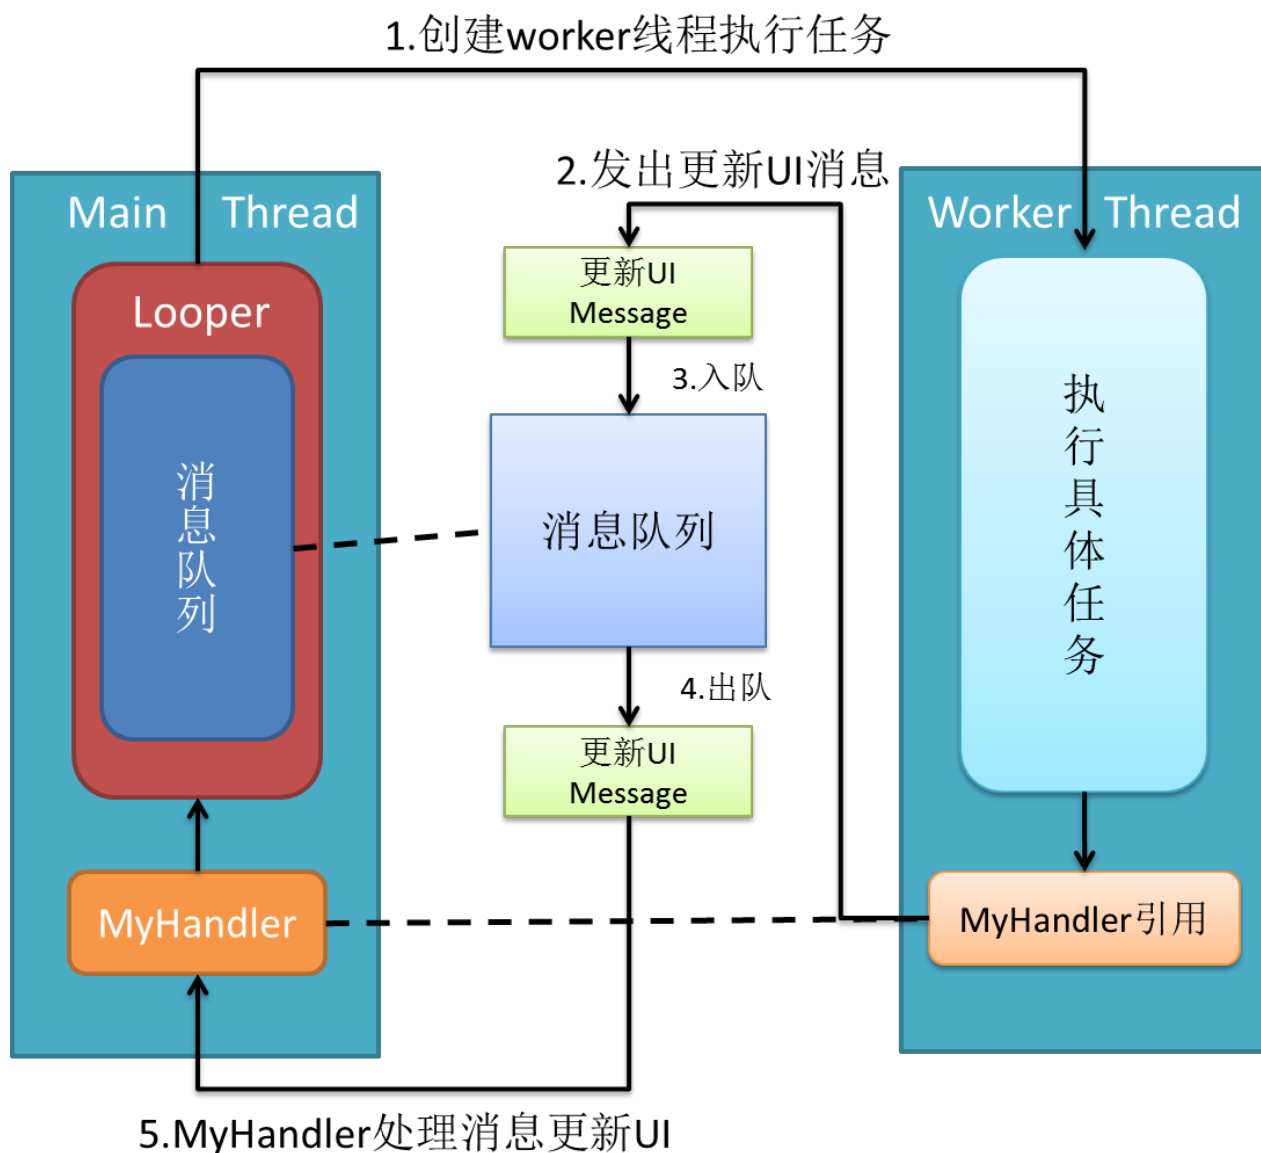 1.创建worker线程执行任务
2.发出更新UI消息
Main Thread
Worker Thread
Looper
消息队列
更新UI
Message
3.入队
消息队列
4.出队
更新UI
Message
执行具体任务
MyHandler
MyHandler引用
5.MyHandler处理消息更新UI